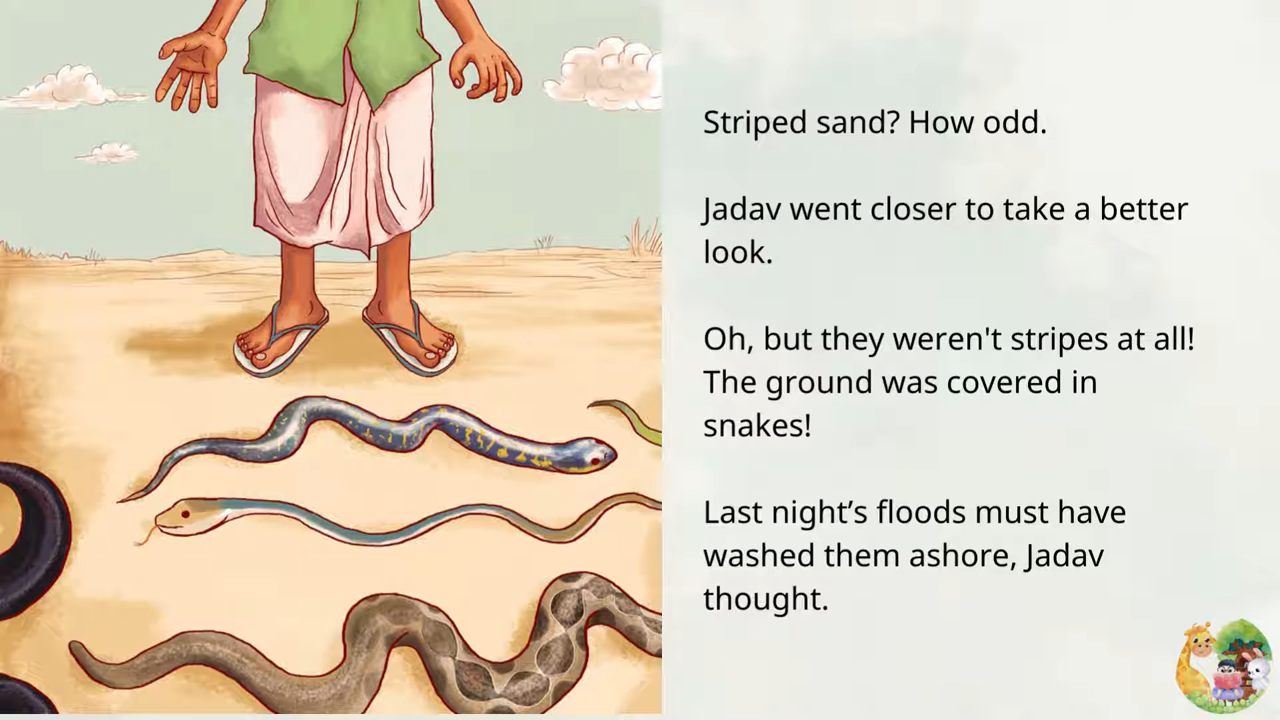 Striped sand? How odd.
Jadav went closer to take a better
look.
Oh, but they weren't stripes at all!
The ground was covered in
snakes!
Last night’s floods must have
washed them ashore, Jadav
thought.